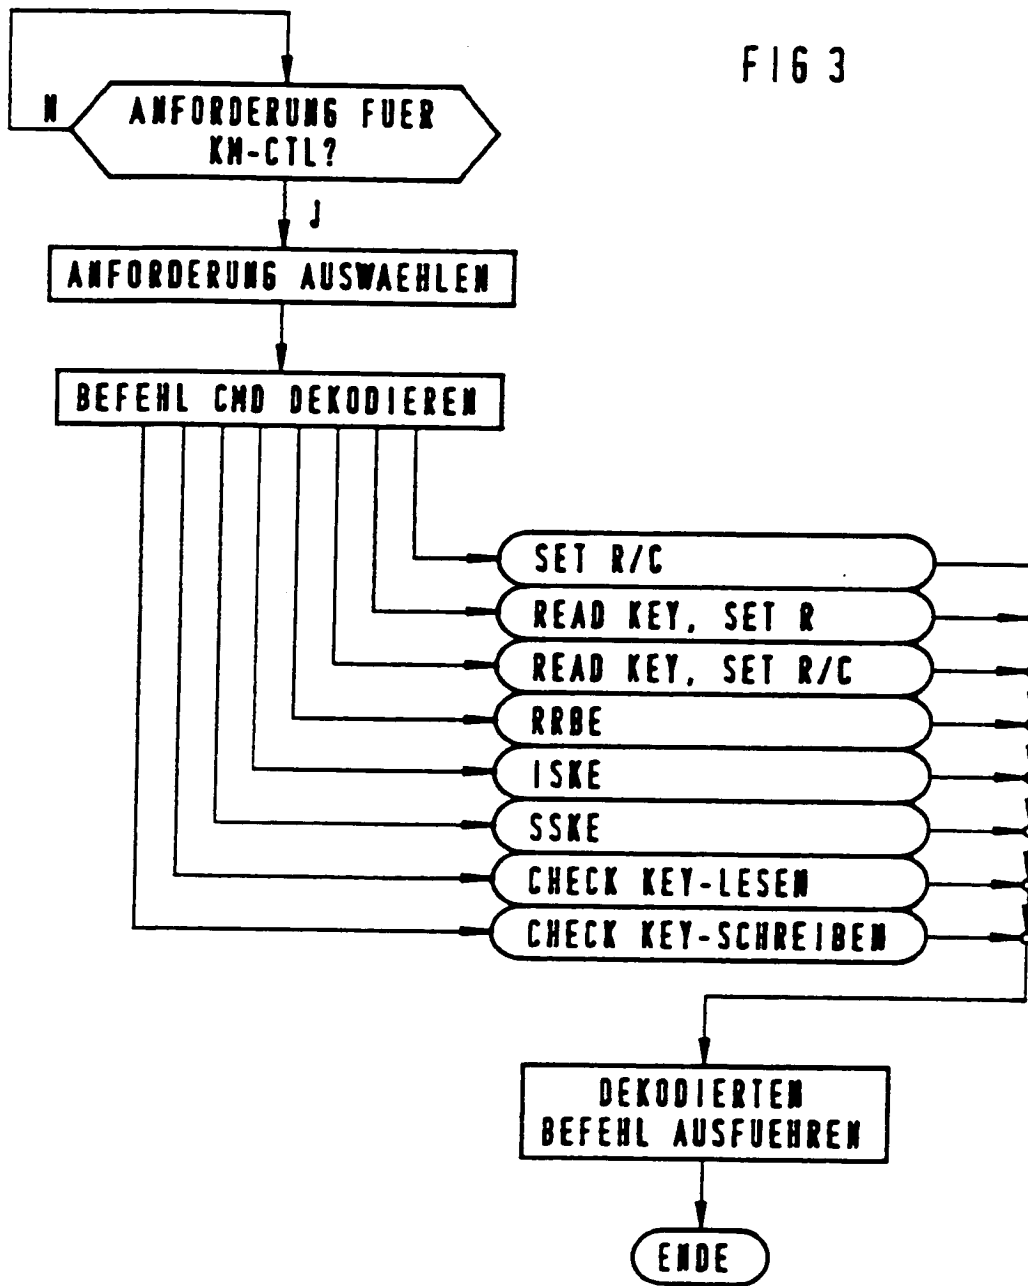 FIG 3
N
ANFORDERUNG FUER
KM-CTL?
J
ANFORDERUNG AUSWAEHLEN
BEFEHL CMD DEKODIEREN
SET R/C
READ KEY, SET R
READ KEY, SET R/C
RRBE
ISKE
SSKE
CHECK KEY-LESEN
CHECK KEY-SCHREIBEN
DEKODIERTEN
BEFEHL AUSFUEHREN
ENDE